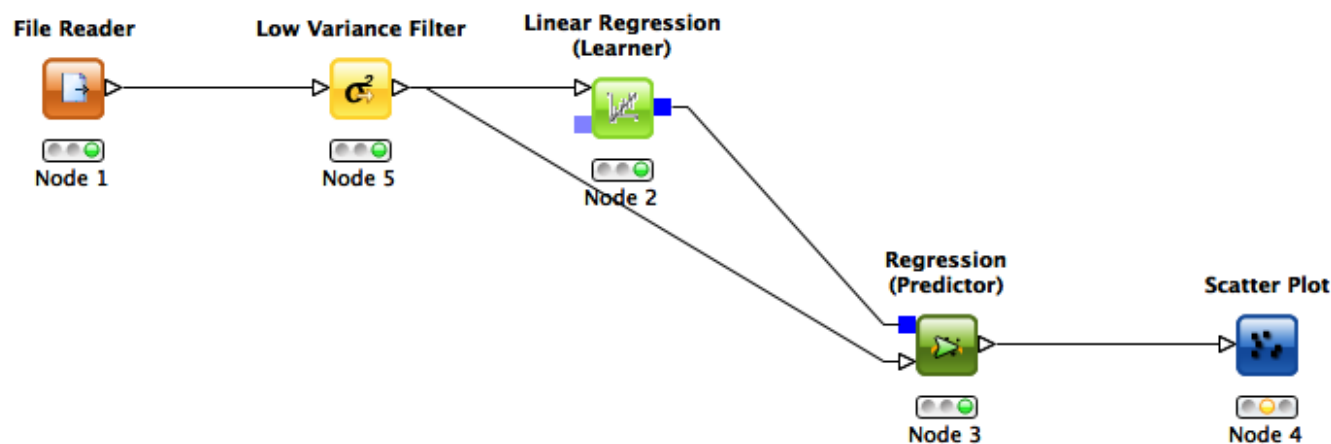 File Reader
Low Variance Filter
Linear Regression
(Learner)
σ²
Node 1
Node 5
Node 2
Regression
(Predictor)
Scatter Plot
Node 3
Node 4